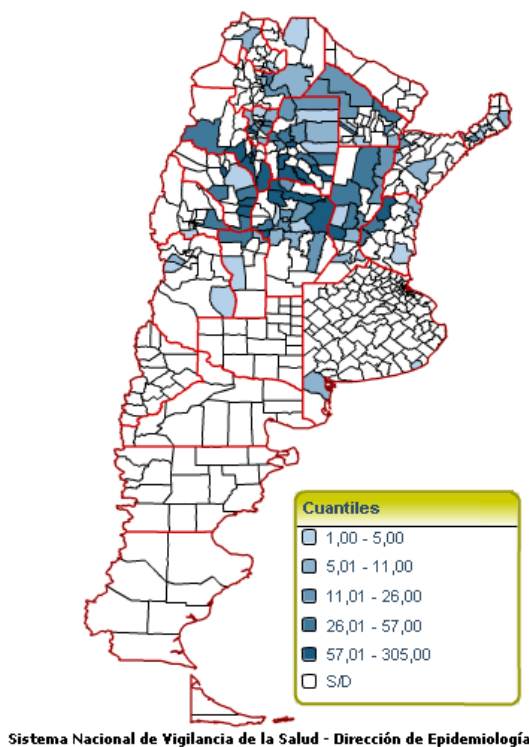 Cuantiles
1,00 - 5,00
5,01 - 11,00
11,01 - 26,00
26,01 - 57,00
57,01 - 305,00
S/D
Sistema Nacional de Vigilancia de la Salud - Dirección de Epidemiología